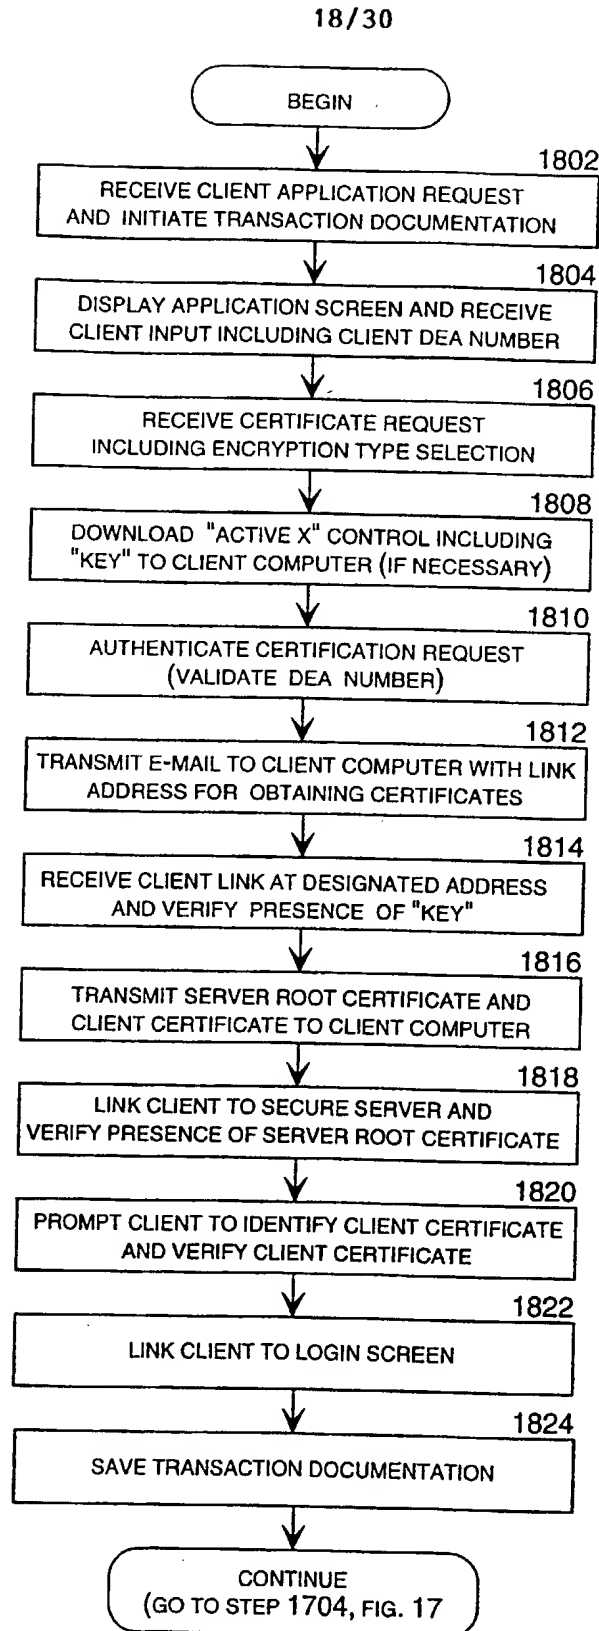 18/30
BEGIN
1802
RECEIVE CLIENT APPLICATION REQUEST
AND INITIATE TRANSACTION DOCUMENTATION
1804
DISPLAY APPLICATION SCREEN AND RECEIVE
CLIENT INPUT INCLUDING CLIENT DEA NUMBER
1806
RECEIVE CERTIFICATE REQUEST
INCLUDING ENCRYPTION TYPE SELECTION
1808
DOWNLOAD "ACTIVE X" CONTROL INCLUDING
"KEY" TO CLIENT COMPUTER (IF NECESSARY)
1810
AUTHENTICATE CERTIFICATION REQUEST
(VALIDATE DEA NUMBER)
1812
TRANSMIT E-MAIL TO CLIENT COMPUTER WITH LINK
ADDRESS FOR OBTAINING CERTIFICATES
1814
RECEIVE CLIENT LINK AT DESIGNATED ADDRESS
AND VERIFY PRESENCE OF "KEY"
1816
TRANSMIT SERVER ROOT CERTIFICATE AND
CLIENT CERTIFICATE TO CLIENT COMPUTER
1818
LINK CLIENT TO SECURE SERVER AND
VERIFY PRESENCE OF SERVER ROOT CERTIFICATE
1820
PROMPT CLIENT TO IDENTIFY CLIENT CERTIFICATE
AND VERIFY CLIENT CERTIFICATE
1822
LINK CLIENT TO LOGIN SCREEN
1824
SAVE TRANSACTION DOCUMENTATION
CONTINUE
(GO TO STEP 1704, FIG. 17